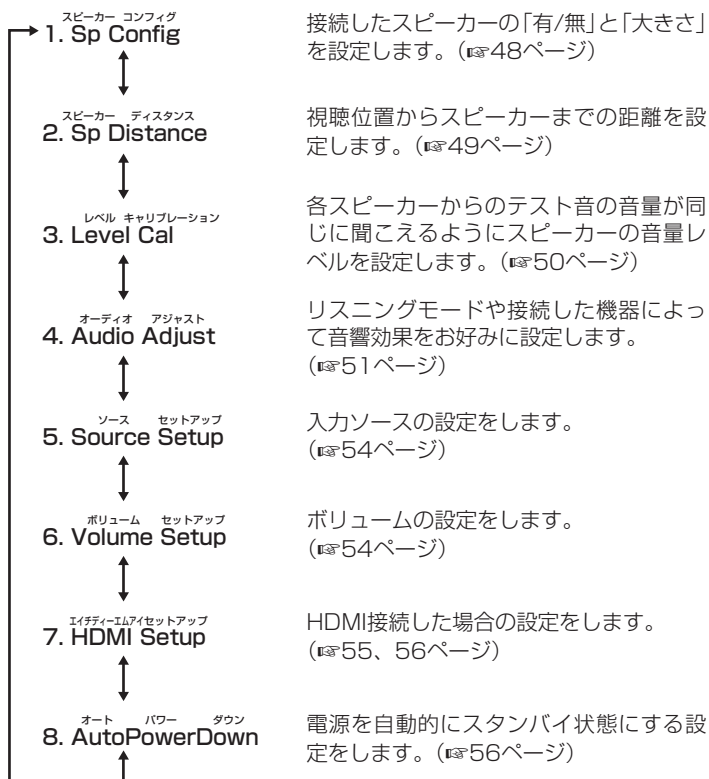 スピーカー コンフィグ
1. Sp Config
接続したスピーカーの「有/無」と「大きさ」
を設定します。（☞48ページ）
スピーカー ディスタンス
2. Sp Distance
視聴位置からスピーカーまでの距離を設
定します。（☞49ページ）
レベル キャリブレーション
3. Level Cal
各スピーカーからのテスト音の音量が同
じに聞こえるようにスピーカーの音量レ
ベルを設定します。（☞50ページ）
オーディオ アジャスト
4. Audio Adjust
リスニングモードや接続した機器によっ
て音響効果をお好みに設定します。
（☞51ページ）
ソース セットアップ
5. Source Setup
入力ソースの設定をします。
（☞54ページ）
ボリューム セットアップ
6. Volume Setup
ボリュームの設定をします。
（☞54ページ）
エイチディーエムアイセットアップ
7. HDMI Setup
HDMI接続した場合の設定をします。
（☞55、56ページ）
オート パワー ダウン
8. AutoPowerDown
電源を自動的にスタンバイ状態にする設
定をします。（☞56ページ）